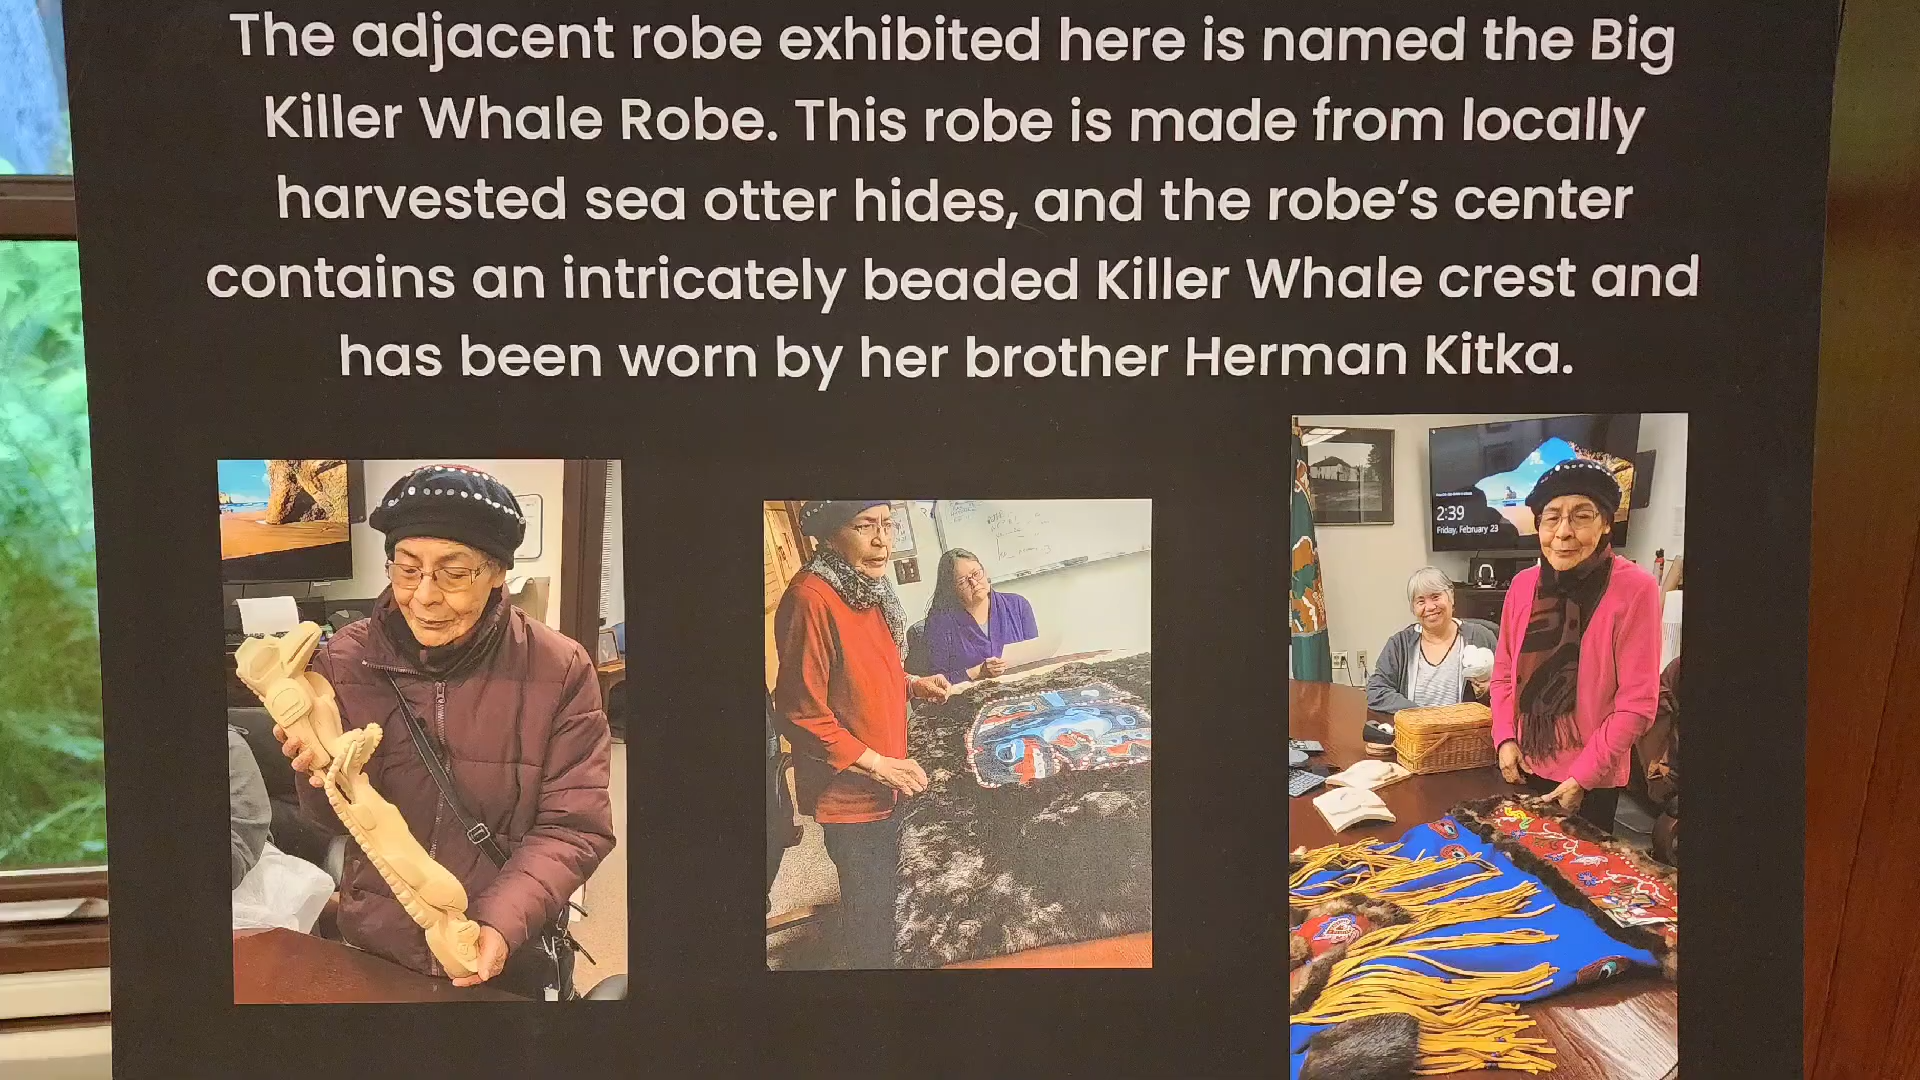 The adjacent robe exhibited here is named the Big
Killer Whale Robe. This robe is made from locally
harvested sea otter hides, and the robe's center
contains an intricately beaded Killer Whale crest and
has been worn by her brother Herman Kitka.
2:39
Friday, February 23